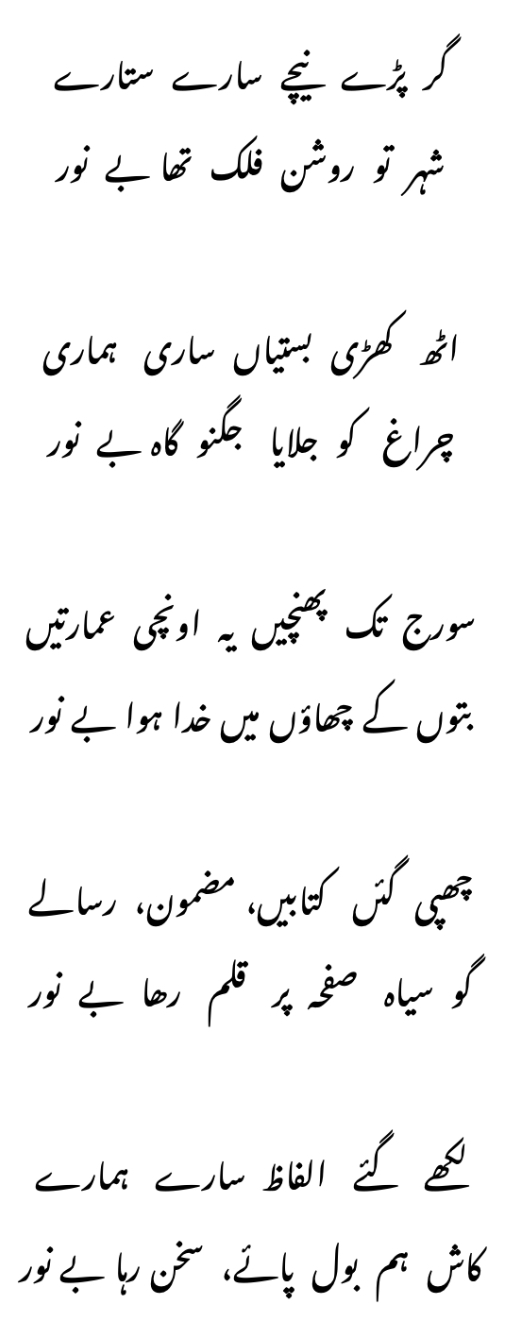 گر پڑے نیچے سارے ستارے
شہر تو روشن فلک تھا بے نور
اٹھ کھڑی بستیاں ساری ہماری
چراغ کو جلایا جگنو گاہ بے نور
سورج تک پھنچیں یہ اونچی عمارتیں
بتوں کے چھاؤں میں خدا ہوا بے نور
چھپی گئں کتابیں، مضمون، رسالے
گو سیاہ صفحہ پر قلم رھا بے نور
لکھے گئے الفاظ سارے ہمارے
کاش ہم بول پائے، سخن رہا بے نور